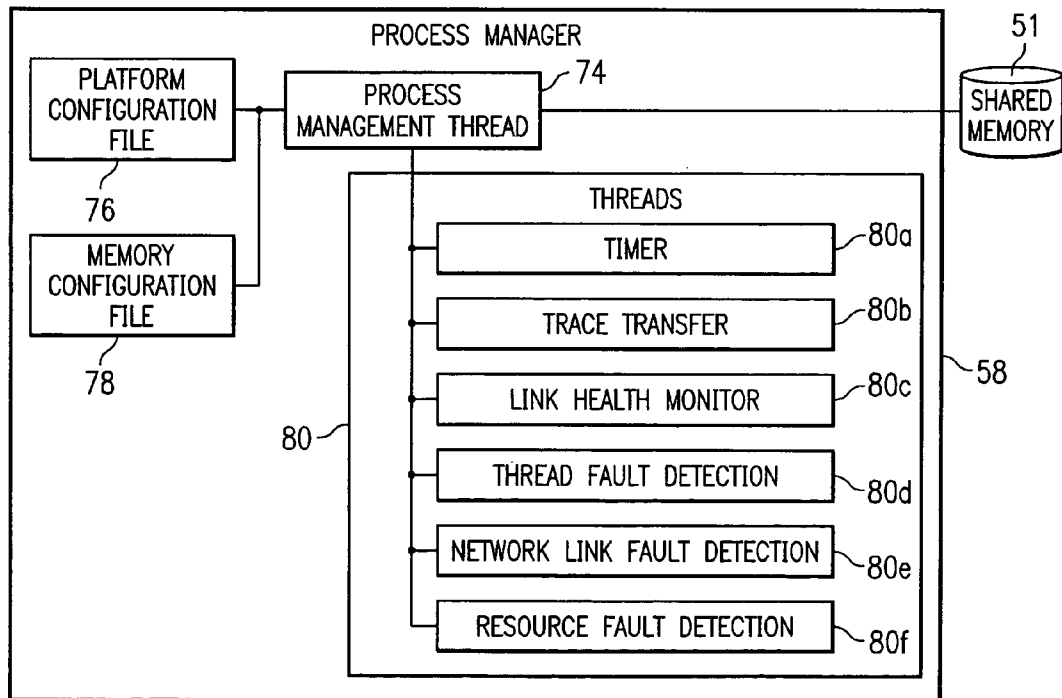 PROCESS MANAGER
51
SHARED
MEMORY
74
PLATFORM
CONFIGURATION
FILE
76
PROCESS
MANAGEMENT THREAD
MEMORY
CONFIGURATION
FILE
78
80
THREADS
TIMER
80a
TRACE TRANSFER
80b
LINK HEALTH MONITOR
80c
THREAD FAULT DETECTION
80d
NETWORK LINK FAULT DETECTION
80e
RESOURCE FAULT DETECTION
80f
58